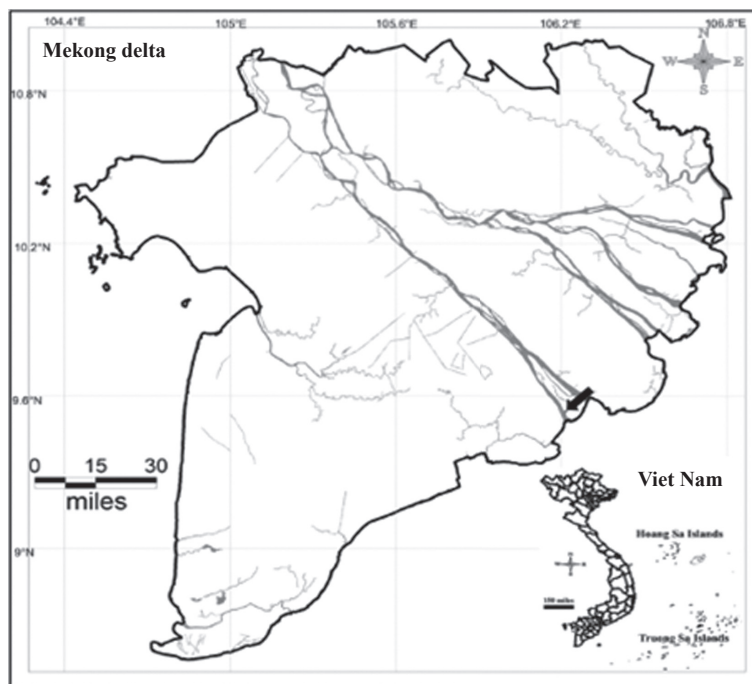 104.4°E 105°E 105.6°E 106.2°E 106.8°E
Mekong delta
N
W E
S
10.8°N
10.2°N
9.6°N
9°N
0 15 30
miles
Viet Nam
Hoang Sa Islands
150 miles
Truong Sa Islands